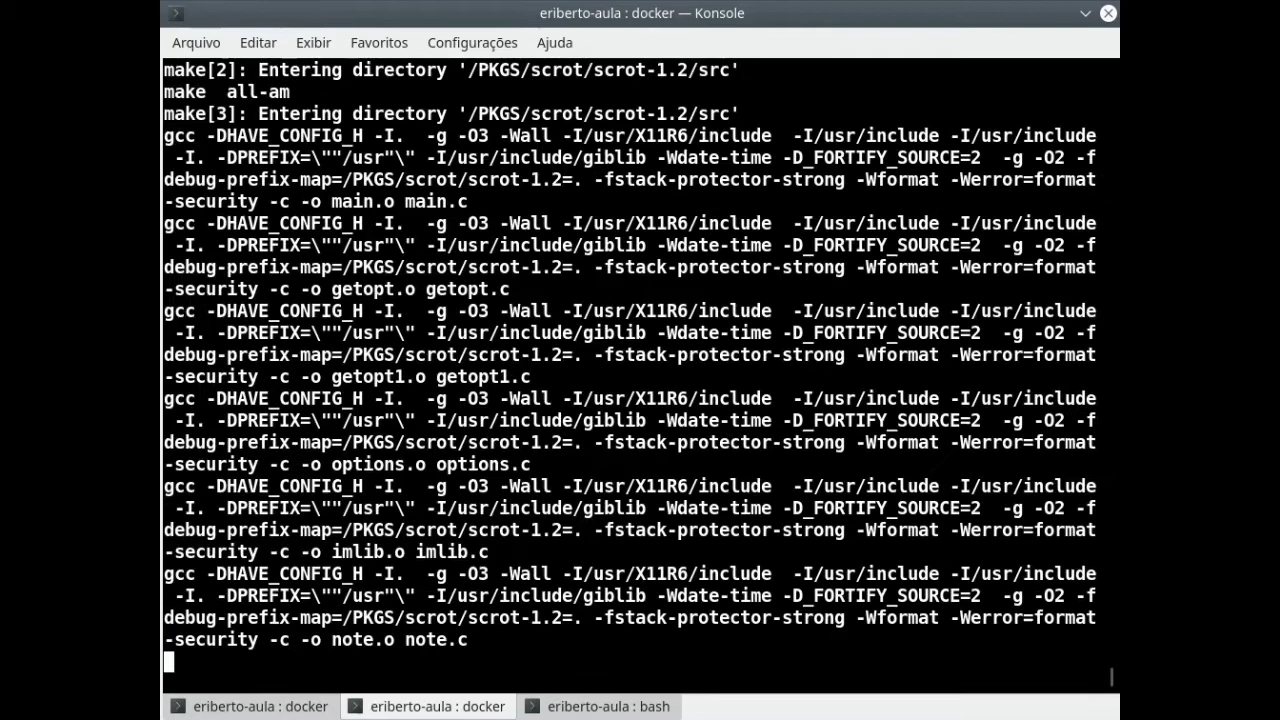 eriberto-aula : docker — Konsole
Arquivo Editar Exibir Favoritos Configurações Ajuda
make[2]: Entering directory '/PKGS/scrot/scrot-1.2/src'
make  all-am
make[3]: Entering directory '/PKGS/scrot/scrot-1.2/src'
gcc -DHAVE_CONFIG_H -I.  -g -O3 -Wall -I/usr/X11R6/include  -I/usr/include -I/usr/include
 -I. -DPREFIX=\""/usr"\" -I/usr/include/giblib -Wdate-time -D_FORTIFY_SOURCE=2  -g -O2 -f
debug-prefix-map=/PKGS/scrot/scrot-1.2=. -fstack-protector-strong -Wformat -Werror=format
-security -c -o main.o main.c
gcc -DHAVE_CONFIG_H -I.  -g -O3 -Wall -I/usr/X11R6/include  -I/usr/include -I/usr/include
 -I. -DPREFIX=\""/usr"\" -I/usr/include/giblib -Wdate-time -D_FORTIFY_SOURCE=2  -g -O2 -f
debug-prefix-map=/PKGS/scrot/scrot-1.2=. -fstack-protector-strong -Wformat -Werror=format
-security -c -o getopt.o getopt.c
gcc -DHAVE_CONFIG_H -I.  -g -O3 -Wall -I/usr/X11R6/include  -I/usr/include -I/usr/include
 -I. -DPREFIX=\""/usr"\" -I/usr/include/giblib -Wdate-time -D_FORTIFY_SOURCE=2  -g -O2 -f
debug-prefix-map=/PKGS/scrot/scrot-1.2=. -fstack-protector-strong -Wformat -Werror=format
-security -c -o getopt1.o getopt1.c
gcc -DHAVE_CONFIG_H -I.  -g -O3 -Wall -I/usr/X11R6/include  -I/usr/include -I/usr/include
 -I. -DPREFIX=\""/usr"\" -I/usr/include/giblib -Wdate-time -D_FORTIFY_SOURCE=2  -g -O2 -f
debug-prefix-map=/PKGS/scrot/scrot-1.2=. -fstack-protector-strong -Wformat -Werror=format
-security -c -o options.o options.c
gcc -DHAVE_CONFIG_H -I.  -g -O3 -Wall -I/usr/X11R6/include  -I/usr/include -I/usr/include
 -I. -DPREFIX=\""/usr"\" -I/usr/include/giblib -Wdate-time -D_FORTIFY_SOURCE=2  -g -O2 -f
debug-prefix-map=/PKGS/scrot/scrot-1.2=. -fstack-protector-strong -Wformat -Werror=format
-security -c -o imlib.o imlib.c
gcc -DHAVE_CONFIG_H -I.  -g -O3 -Wall -I/usr/X11R6/include  -I/usr/include -I/usr/include
 -I. -DPREFIX=\""/usr"\" -I/usr/include/giblib -Wdate-time -D_FORTIFY_SOURCE=2  -g -O2 -f
debug-prefix-map=/PKGS/scrot/scrot-1.2=. -fstack-protector-strong -Wformat -Werror=format
-security -c -o note.o note.c
eriberto-aula : docker eriberto-aula : docker eriberto-aula : bash